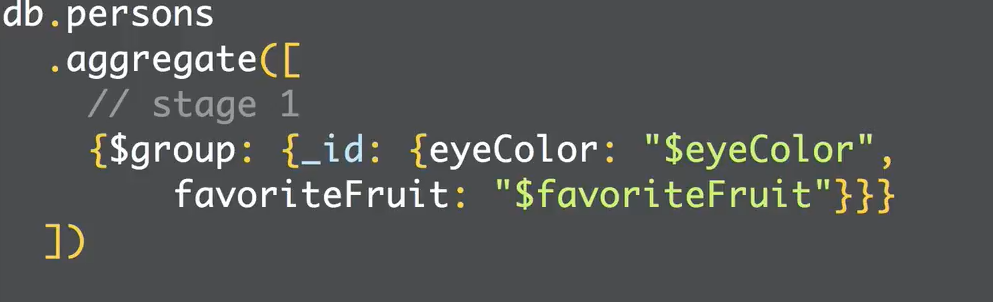 db.persons
.aggregate([
// stage 1
{$group: {_id: {eyeColor: "$eyeColor",
favoriteFruit: "$favoriteFruit"}}}
])